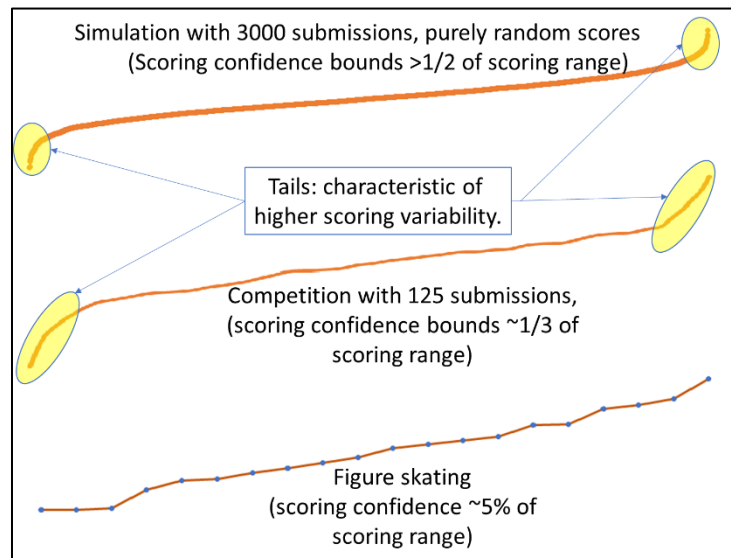 Simulation with 3000 submissions, purely random scores
(Scoring confidence bounds >1/2 of scoring range)
Tails: characteristic of
higher scoring variability.
Competition with 125 submissions,
(scoring confidence bounds ~1/3 of
scoring range)
Figure skating
(scoring confidence ~5% of
scoring range)